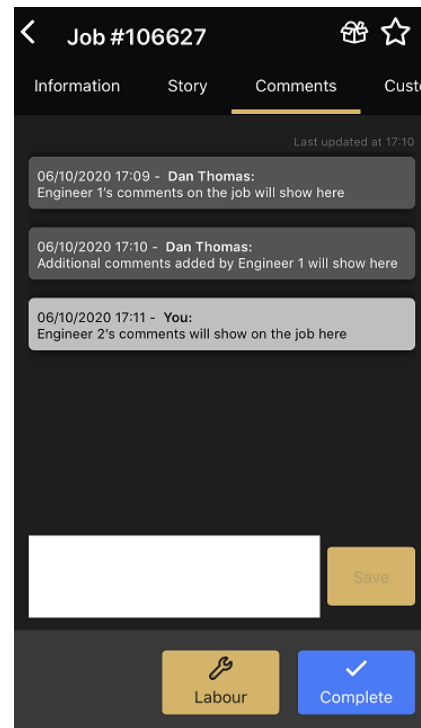 Job #106627
Information Story Comments Cust
Last updated at 17:10
06/10/2020 17:09 - Dan Thomas:
Engineer 1's comments on the job will show here
06/10/2020 17:10 - Dan Thomas:
Additional comments added by Engineer 1 will show here
06/10/2020 17:11 - You:
Engineer 2's comments will show on the job here
Save
Labour Complete